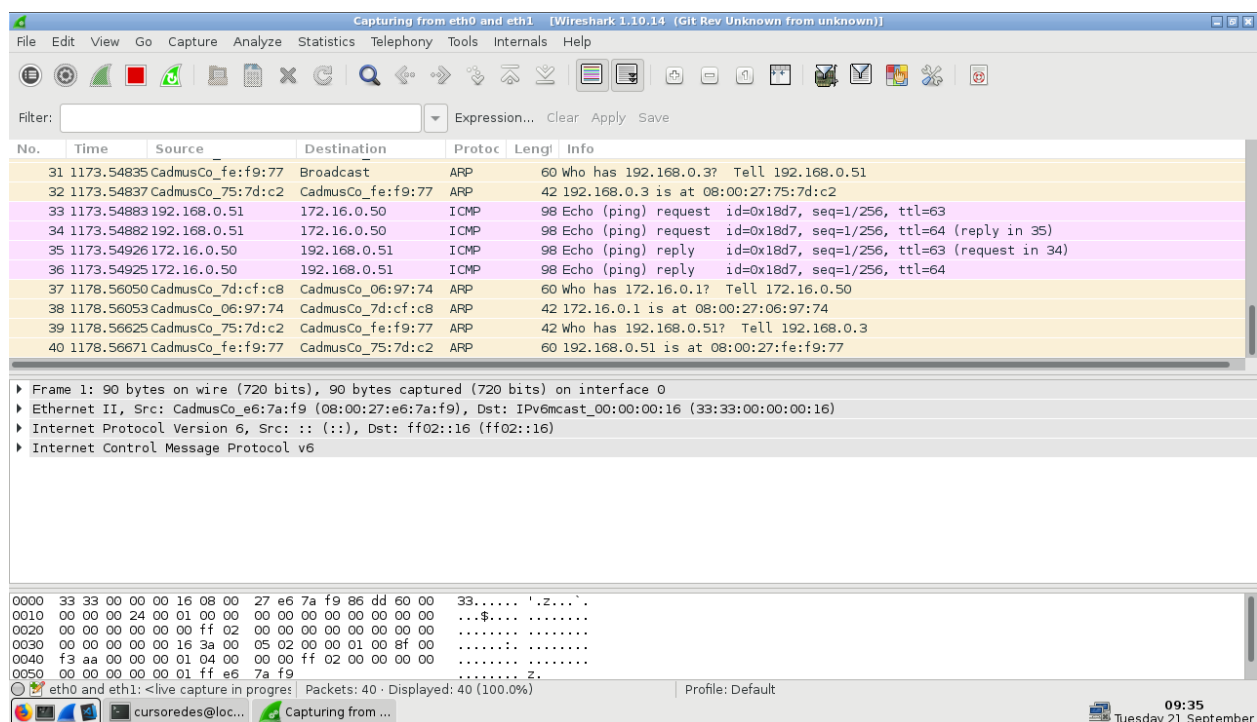 Capturing from eth0 and eth1 [Wireshark 1.10.14 (Git Rev Unknown from unknown)]
File Edit View Go Capture Analyze Statistics Telephony Tools Internals Help
Filter: Expression... Clear Apply Save
No. Time Source Destination Protoc Lengt Info
31 1173.54835 CadmusCo_fe:f9:77 Broadcast ARP 60 Who has 192.168.0.3? Tell 192.168.0.51
32 1173.54837 CadmusCo_75:7d:c2 CadmusCo_fe:f9:77 ARP 42 192.168.0.3 is at 08:00:27:75:7d:c2
33 1173.54883 192.168.0.51 172.16.0.50 ICMP 98 Echo (ping) request id=0x18d7, seq=1/256, ttl=63
34 1173.54882 192.168.0.51 172.16.0.50 ICMP 98 Echo (ping) request id=0x18d7, seq=1/256, ttl=64 (reply in 35)
35 1173.54926 172.16.0.50 192.168.0.51 ICMP 98 Echo (ping) reply id=0x18d7, seq=1/256, ttl=63 (request in 34)
36 1173.54925 172.16.0.50 192.168.0.51 ICMP 98 Echo (ping) reply id=0x18d7, seq=1/256, ttl=64
37 1178.56050 CadmusCo_7d:cf:c8 CadmusCo_06:97:74 ARP 60 Who has 172.16.0.1? Tell 172.16.0.50
38 1178.56053 CadmusCo_06:97:74 CadmusCo_7d:cf:c8 ARP 42 172.16.0.1 is at 08:00:27:06:97:74
39 1178.56625 CadmusCo_75:7d:c2 CadmusCo_fe:f9:77 ARP 42 Who has 192.168.0.51? Tell 192.168.0.3
40 1178.56671 CadmusCo_fe:f9:77 CadmusCo_75:7d:c2 ARP 60 192.168.0.51 is at 08:00:27:fe:f9:77
Frame 1: 90 bytes on wire (720 bits), 90 bytes captured (720 bits) on interface 0
Ethernet II, Src: CadmusCo_e6:7a:f9 (08:00:27:e6:7a:f9), Dst: IPv6mcast_00:00:00:16 (33:33:00:00:00:16)
Internet Protocol Version 6, Src: :: (::), Dst: ff02::16 (ff02::16)
Internet Control Message Protocol v6
0000 33 33 00 00 00 16 08 00 27 e6 7a f9 86 dd 60 00 33...... '.z...`.
0010 00 00 00 24 00 01 00 00 00 00 00 00 00 00 00 00 ...$.... ........
0020 00 00 00 00 00 00 ff 02 00 00 00 00 00 00 00 00 ........ ........
0030 00 00 00 00 00 16 3a 00 05 02 00 00 01 00 8f 00 ......:. ........
0040 f3 aa 00 00 00 01 04 00 00 00 ff 02 00 00 00 00 ........ ........
0050 00 00 00 00 00 01 ff e6 7a f9 ........ z.
eth0 and eth1: <live capture in progres Packets: 40 · Displayed: 40 (100.0%) Profile: Default
cursoredes@loc... Capturing from ... 09:35
Tuesday 21 September